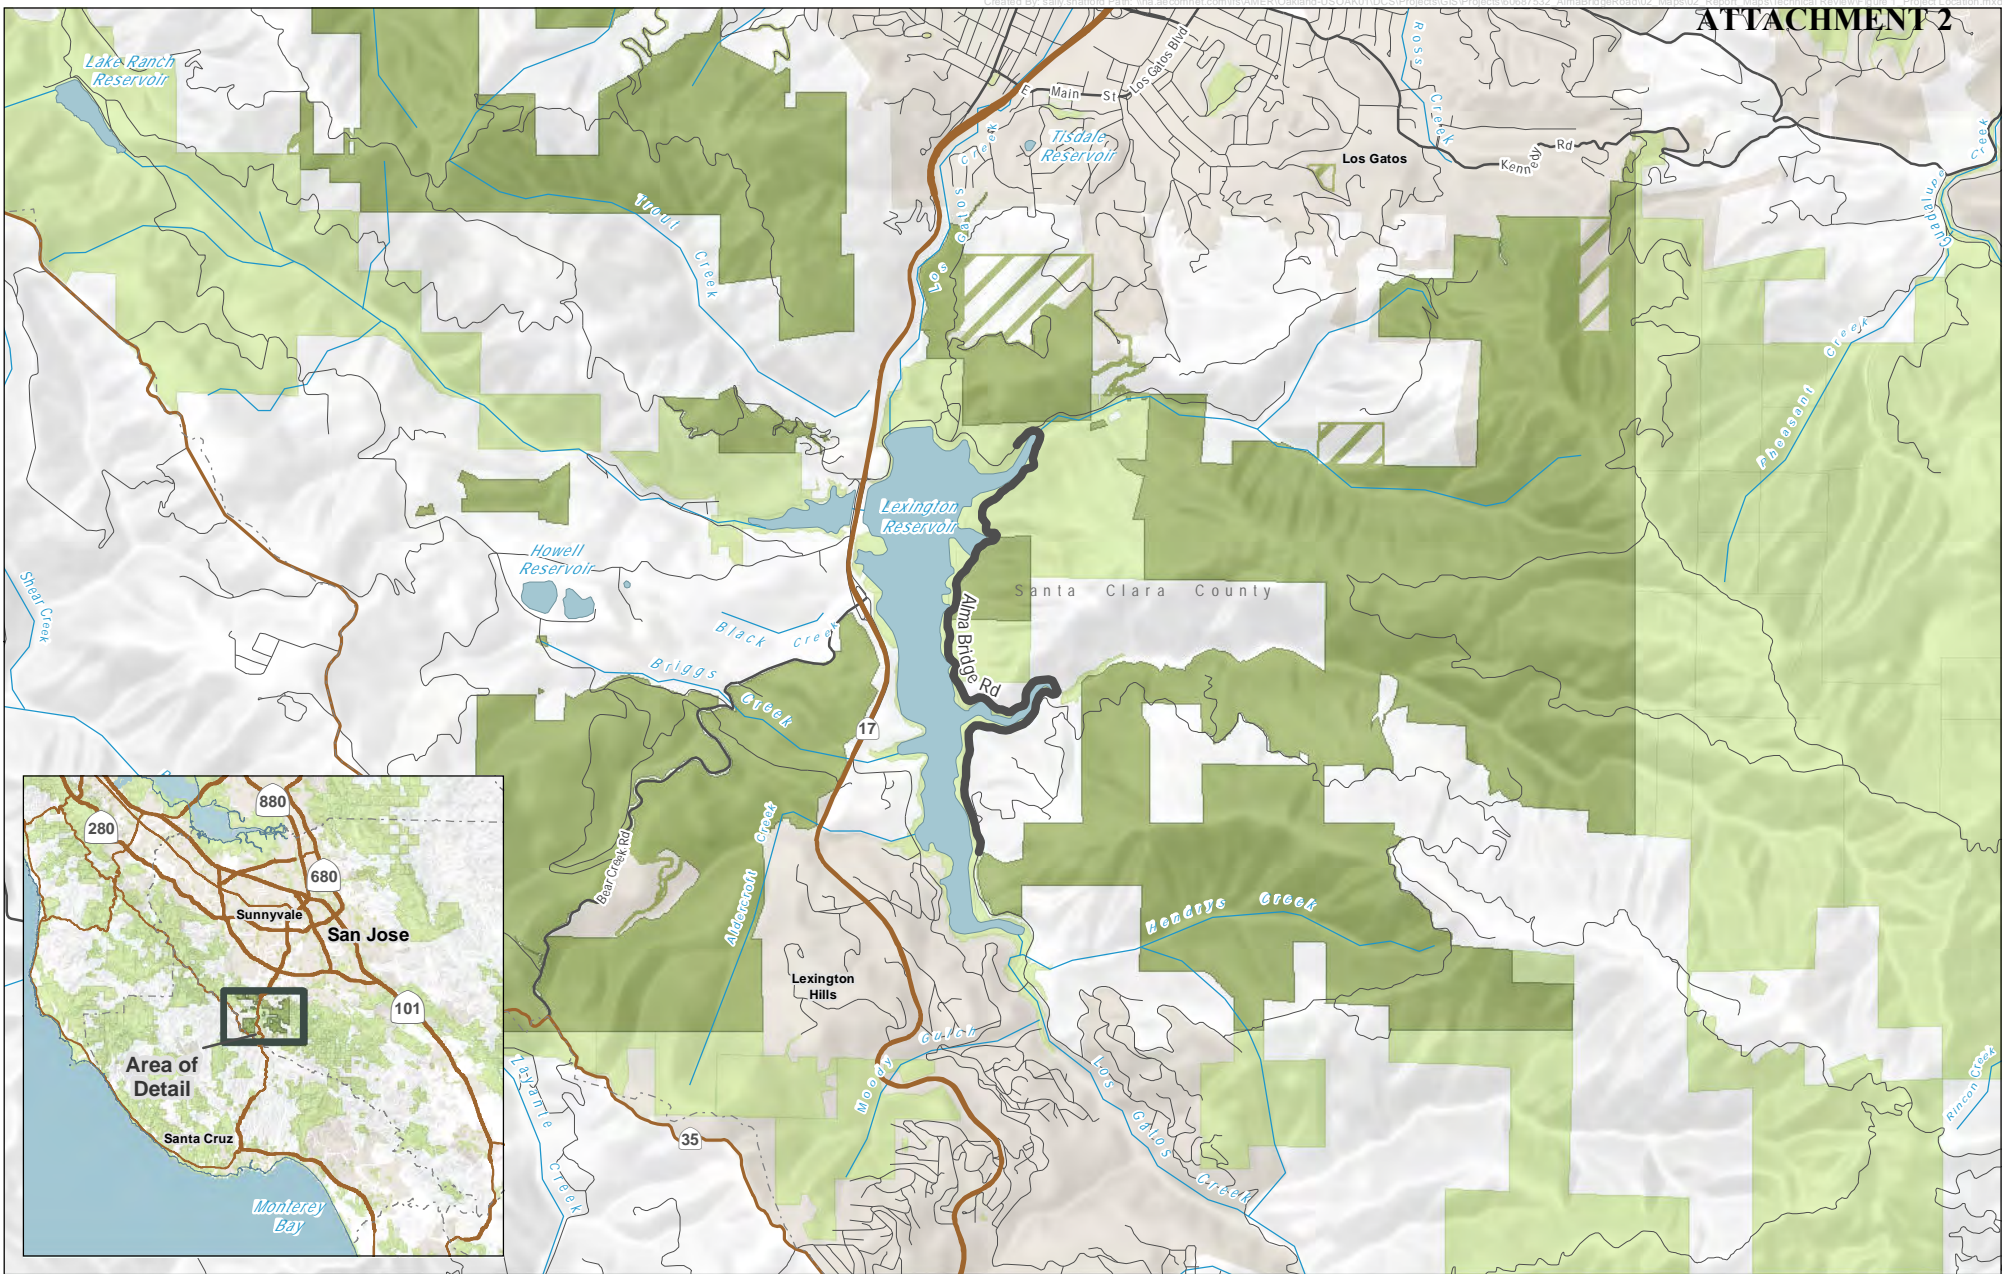 ATTACHMENT 2
Lake Ranch
Reservoir
Ross
Creek
Los Gatos Blvd
E Main St
Tisdale
Reservoir
Los Gatos
Kennedy Rd
Guadalupe Creek
Trout Creek
Los Gatos Creek
Pheasant Creek
Lexington
Reservoir
Howell
Reservoir
Shear Creek
Santa Clara County
Alma Bridge Rd
Black Creek
Briggs Creek
17
Bear Creek Rd
Aldercroft Creek
Hendrys Creek
Lexington
Hills
Moody Gulch
Los Gatos Creek
Rincon Creek
Zayante Creek
35
880
280
680
Sunnyvale
San Jose
101
Area of
Detail
Santa Cruz
Monterey
Bay